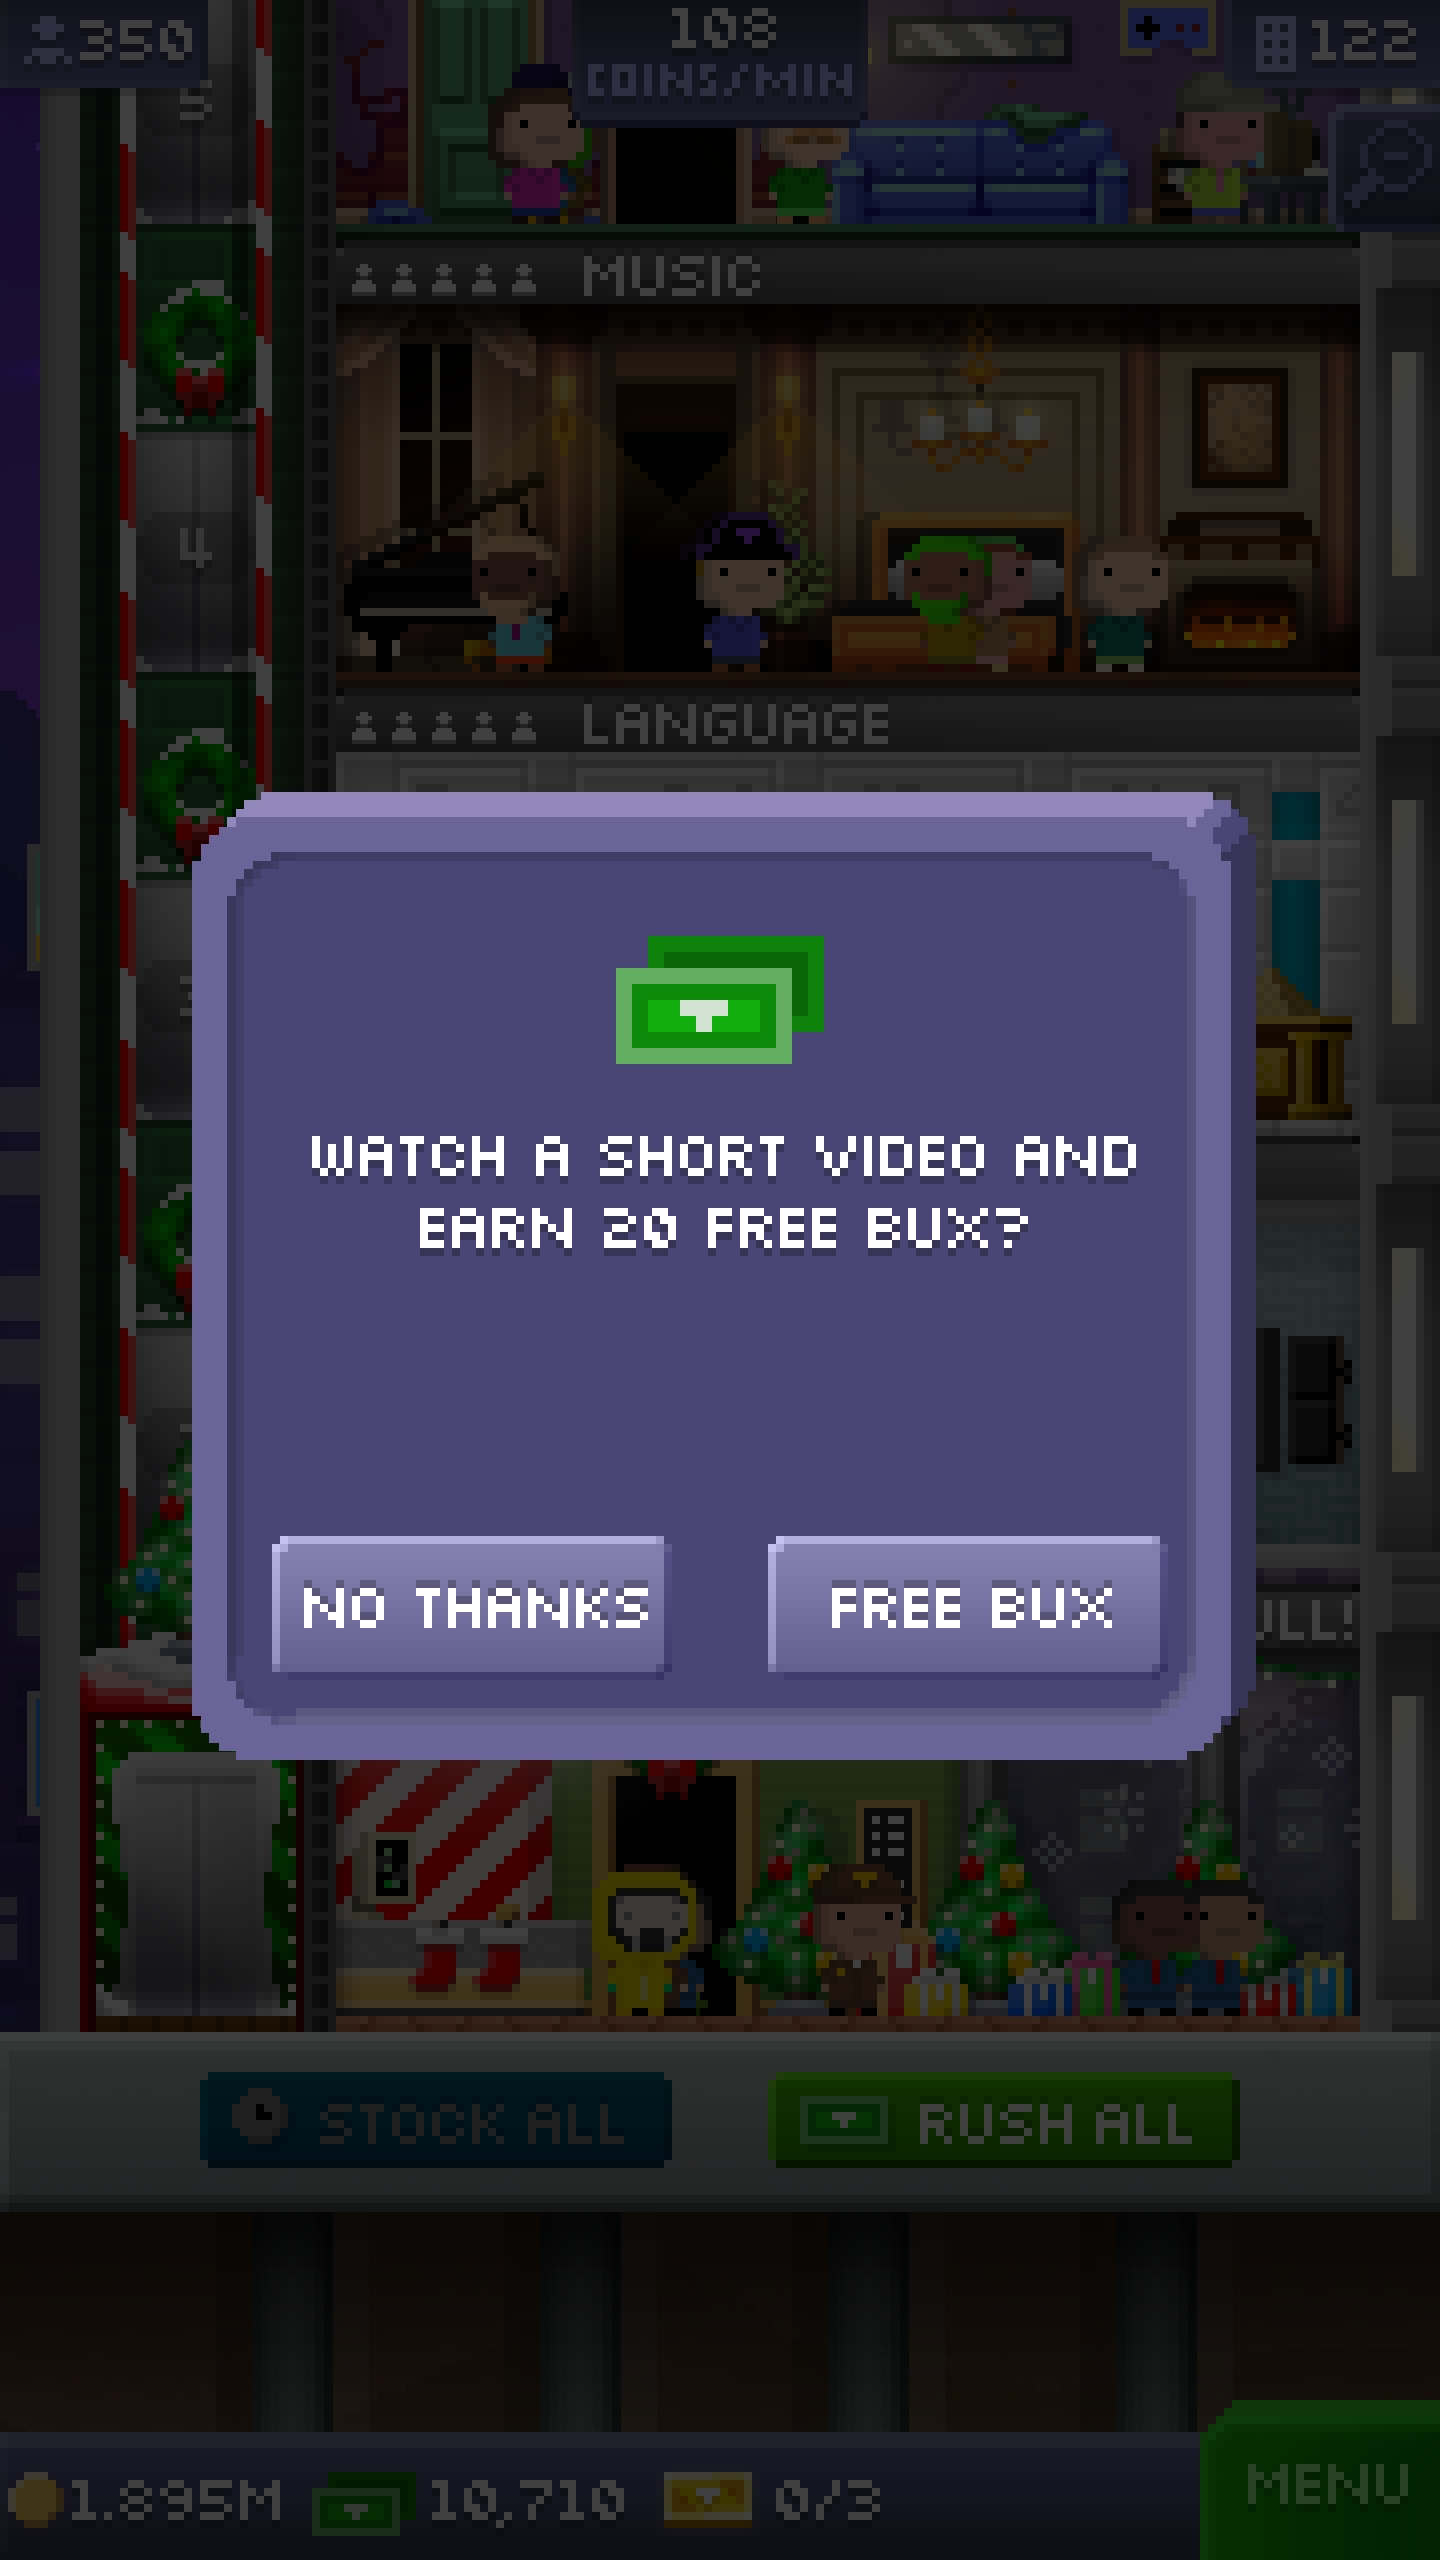 350
108
COINS/MIN
122
5
MUSIC
4
LANGUAGE
WATCH A SHORT VIDEO AND
EARN 20 FREE BUX?
NO THANKS
FREE BUX
STOCK ALL
RUSH ALL
1.895M
10,710
0/3
MENU